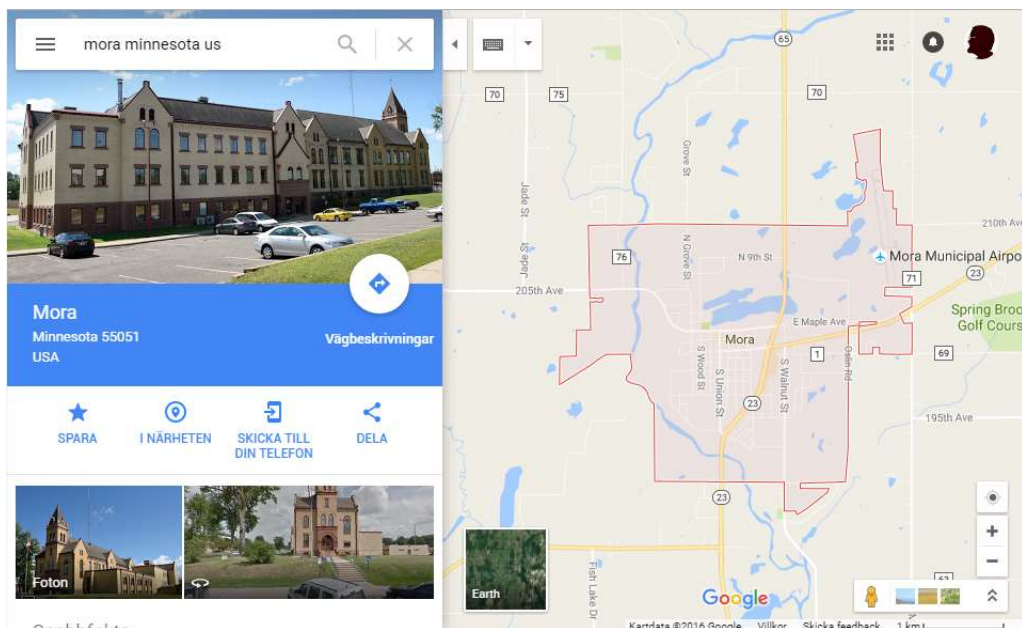 mora minnesota us
Mora
Minnesota 55051
USA
Vägbeskrivningar
SPARA
I NÄRHETEN
SKICKA TILL
DIN TELEFON
DELA
Foton
65
70
75
70
Grove St
Jade St
Jade St
N Grove St
210th Ave
76
N 9th St
Mora Municipal Airpo
71
23
205th Ave
Spring Broo
Golf Cours
E Maple Ave
Mora
1
69
Oslin Rd
S Wood St
S Union St
S Walnut St
23
195th Ave
23
Fish Lake Dr
Earth
Google
Kartdata ©2016 Google
Villkor
Skicka feedback
1 km